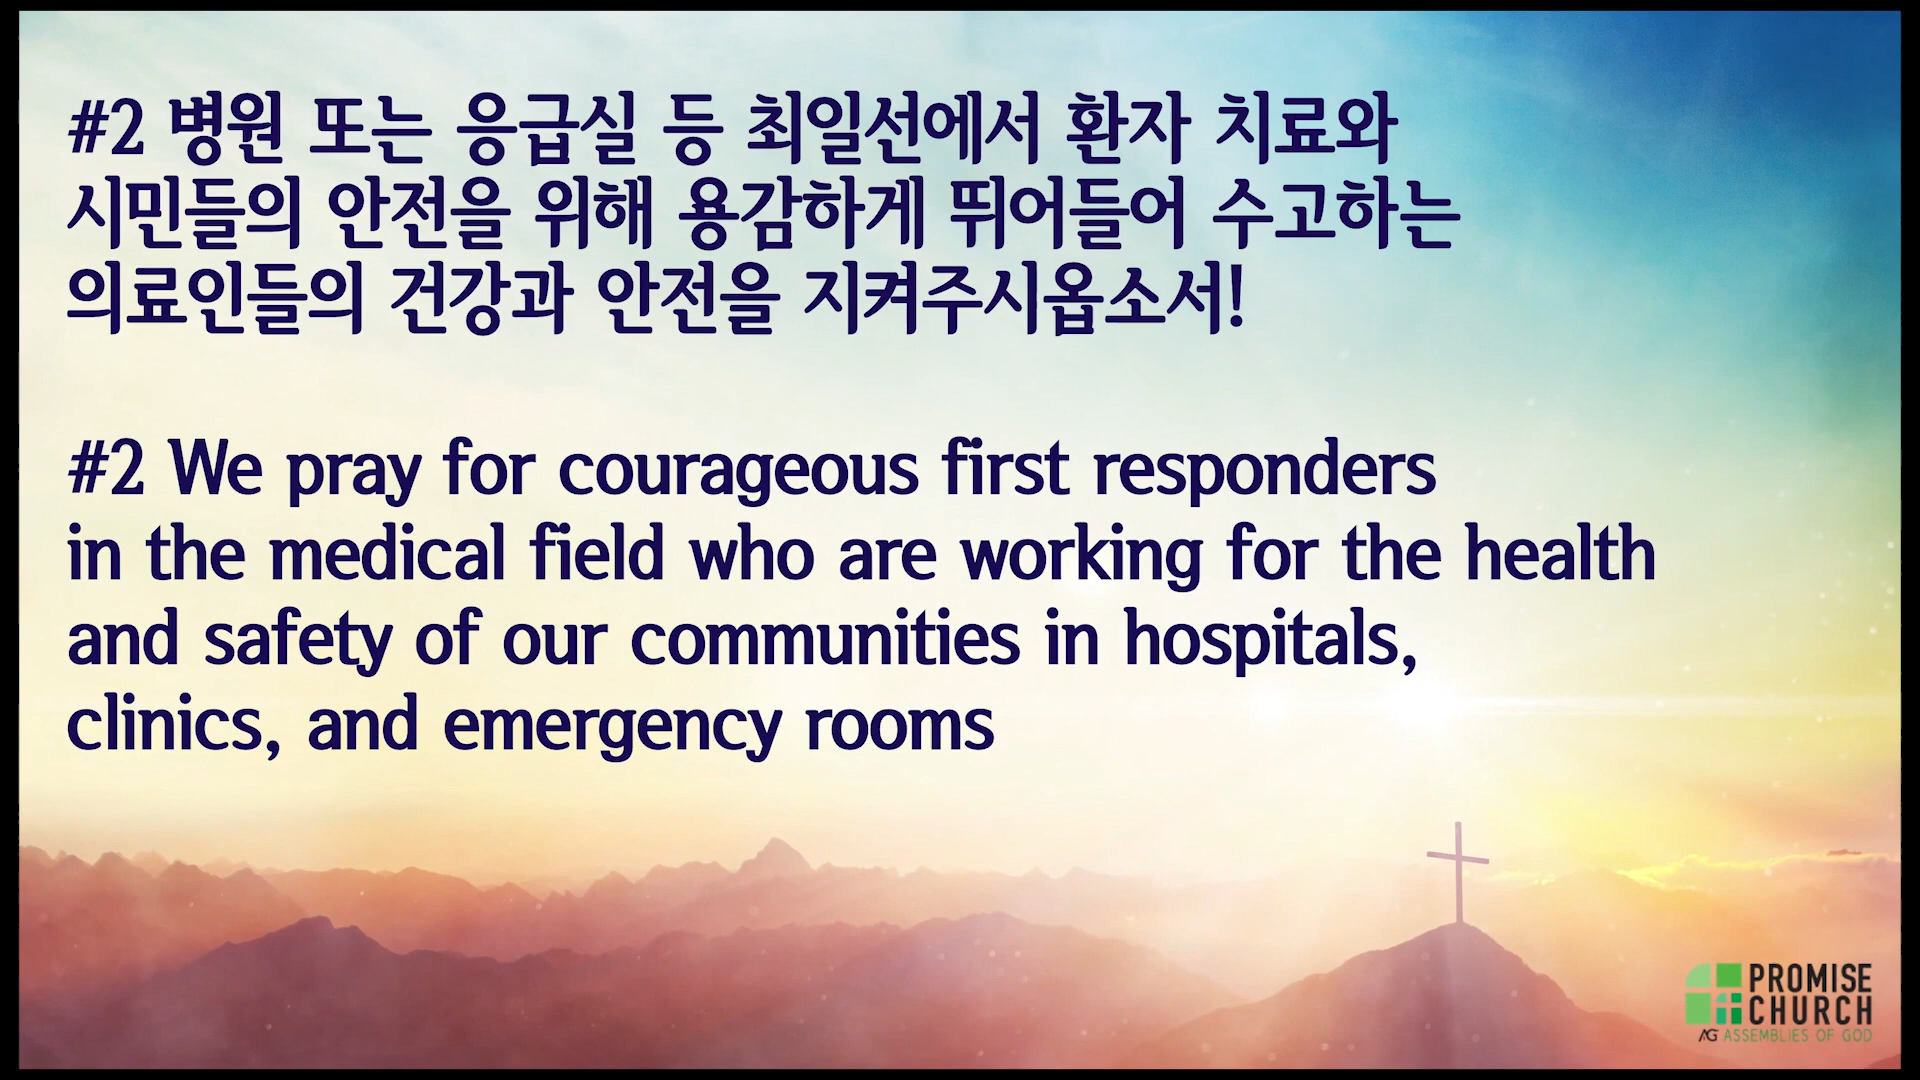 #2 병원 또는 응급실 등 최일선에서 환자 치료와
시민들의 안전을 위해 용감하게 뛰어들어 수고하는
의료인들의 건강과 안전을 지켜주시옵소서!
#2 We pray for courageous first responders
in the medical field who are working for the health
and safety of our communities in hospitals,
clinics, and emergency rooms
PROMISE
CHURCH
AG ASSEMBLIES OF GOD